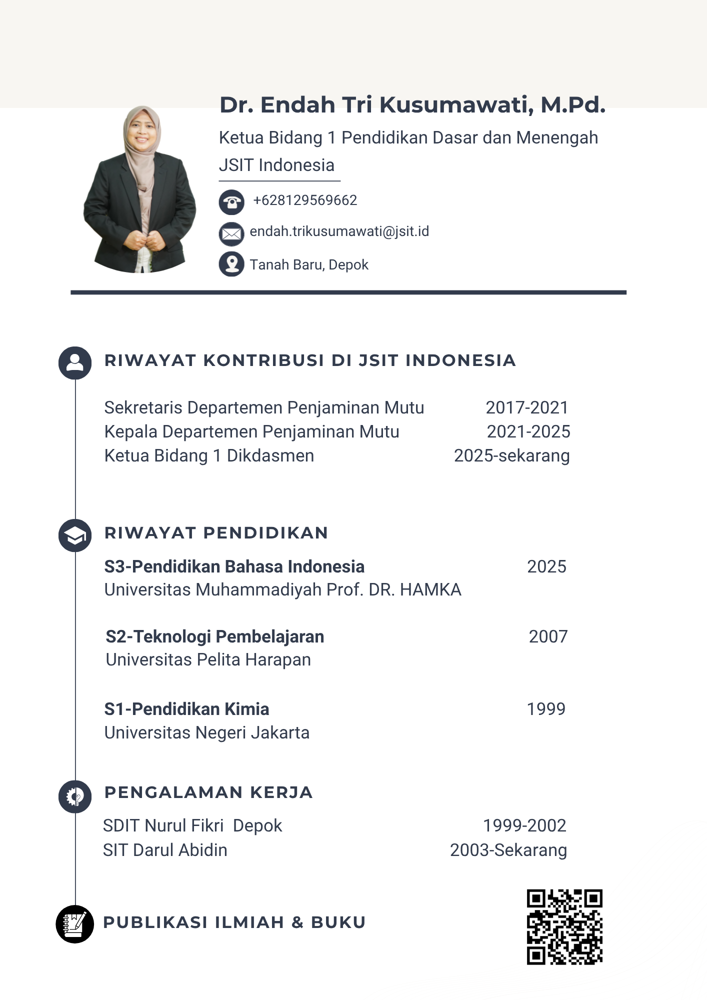 Dr. Endah Tri Kusumawati, M.Pd.
Ketua Bidang 1 Pendidikan Dasar dan Menengah
JSIT Indonesia
+628129569662
endah.trikusumawati@jsit.id
Tanah Baru, Depok
RIWAYAT KONTRIBUSI DI JSIT INDONESIA
Sekretaris Departemen Penjaminan Mutu 2017-2021
Kepala Departemen Penjaminan Mutu 2021-2025
Ketua Bidang 1 Dikdasmen 2025-sekarang
RIWAYAT PENDIDIKAN
S3-Pendidikan Bahasa Indonesia 2025
Universitas Muhammadiyah Prof. DR. HAMKA
S2-Teknologi Pembelajaran 2007
Universitas Pelita Harapan
S1-Pendidikan Kimia 1999
Universitas Negeri Jakarta
PENGALAMAN KERJA
SDIT Nurul Fikri Depok 1999-2002
SIT Darul Abidin 2003-Sekarang
PUBLIKASI ILMIAH & BUKU